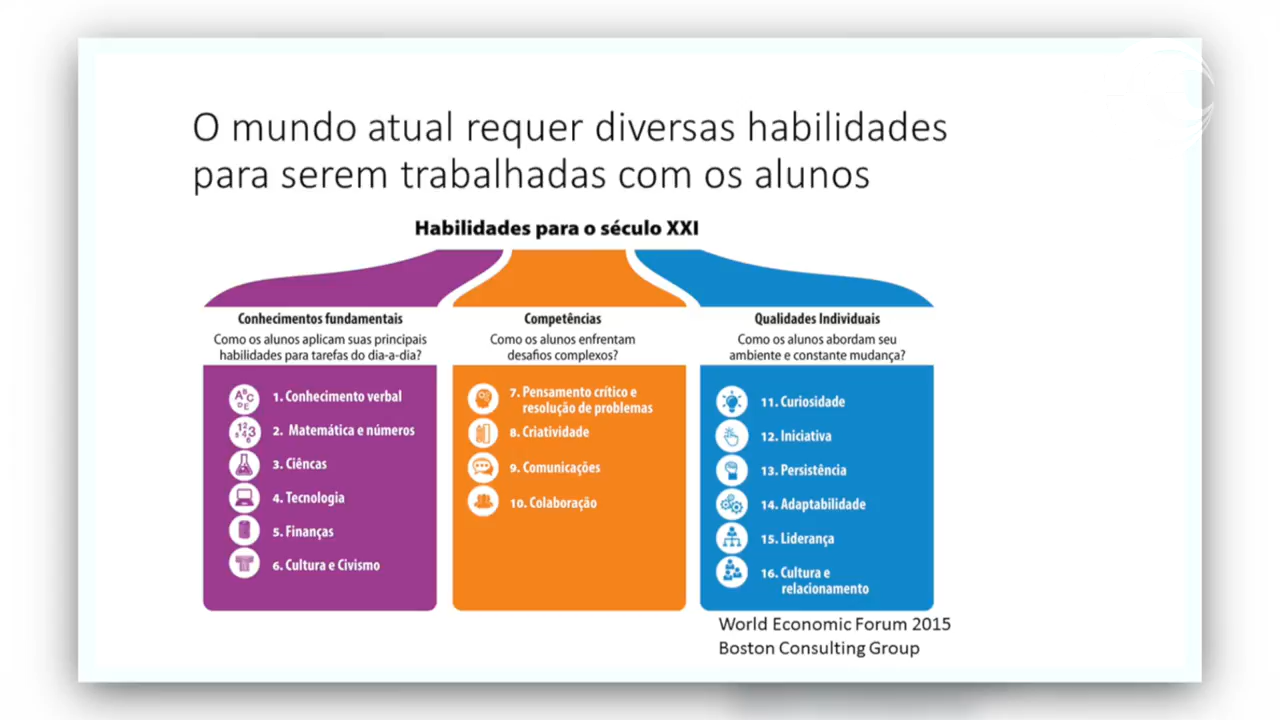 O mundo atual requer diversas habilidades
para serem trabalhadas com os alunos
Habilidades para o século XXI
Conhecimentos fundamentais
Como os alunos aplicam suas principais
habilidades para tarefas do dia-a-dia?
ABC
DE
123
1. Conhecimento verbal
2. Matemática e números
3. Ciêncas
4. Tecnologia
5. Finanças
6. Cultura e Civismo
Competências
Como os alunos enfrentam
desafios complexos?
7. Pensamento crítico e
resolução de problemas
8. Criatividade
9. Comunicações
10. Colaboração
Qualidades Individuais
Como os alunos abordam seu
ambiente e constante mudança?
11. Curiosidade
12. Iniciativa
13. Persistência
14. Adaptabilidade
15. Liderança
16. Cultura e
relacionamento
World Economic Forum 2015
Boston Consulting Group